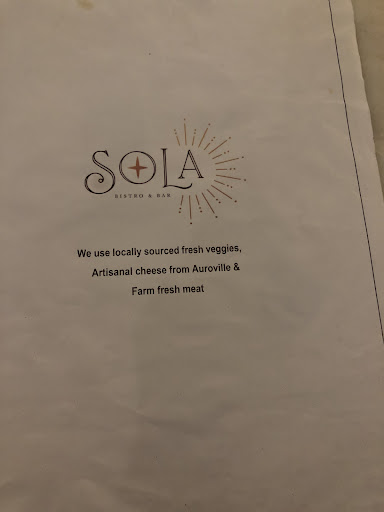 SOLA
BISTRO & BAR
We use locally sourced fresh veggies,
Artisanal cheese from Auroville &
Farm fresh meat